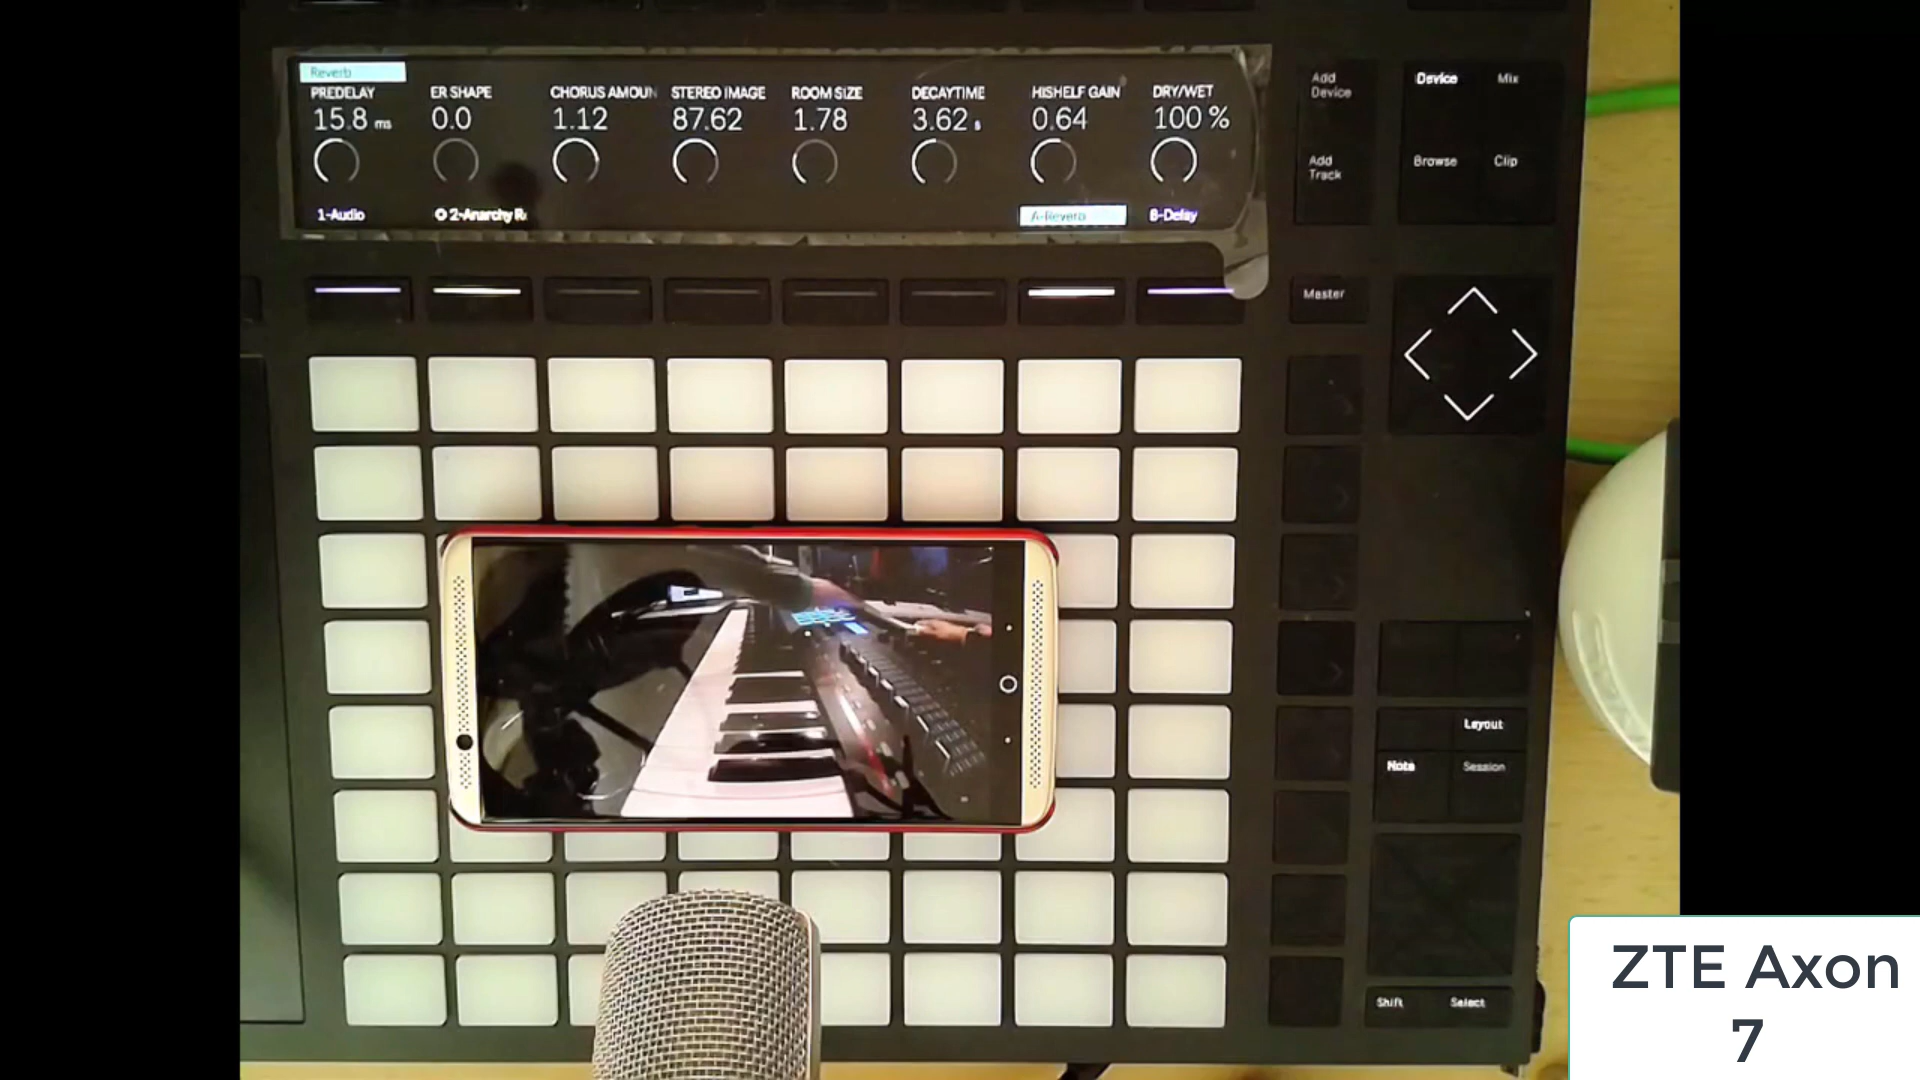 Reverb
PREDELAY ER SHAPE CHORUS AMOUN STEREO IMAGE ROOM SIZE DECAYTIME HISHELF GAIN DRY/WET
15.8 ms 0.0 1.12 87.62 1.78 3.62 s 0.64 100 %
1-Audio 2-Anarchy R A-Reverb B-Delay
Add
Device
Device Mix
Add
Track
Browse Clip
Master
Layout
Note Session
Shift Select
ZTE Axon
7